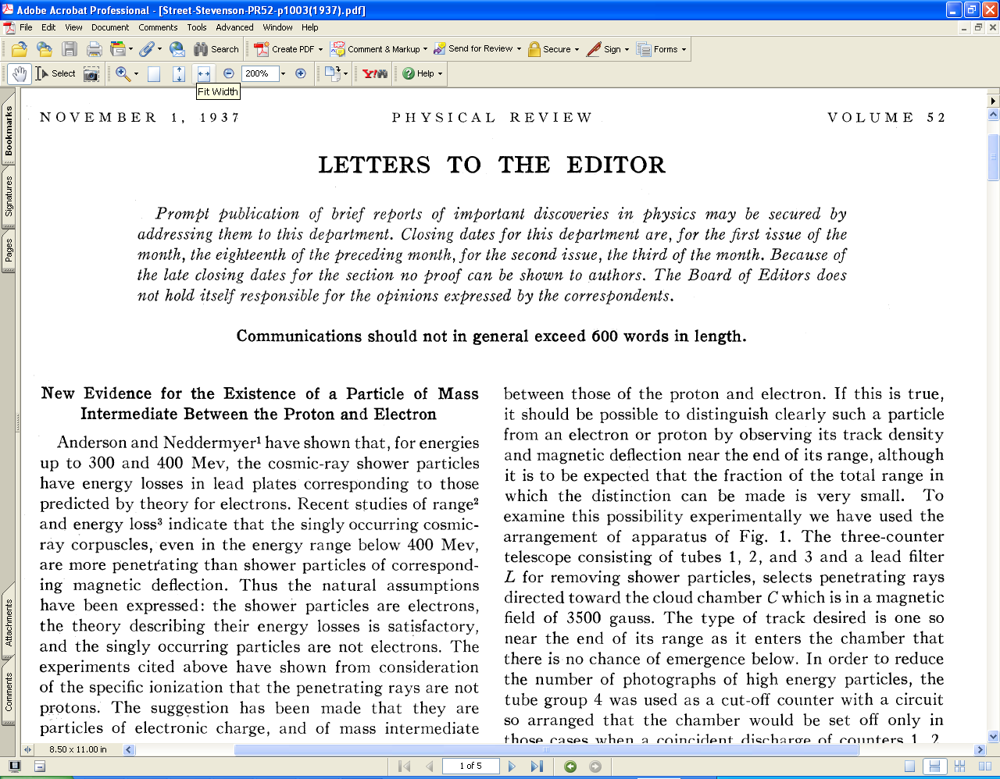 Adobe Acrobat Professional - [Street-Stevenson-PR52-p1003(1937).pdf]
File Edit View Document Comments Tools Advanced Window Help
Search Create PDF Comment & Markup Send for Review Secure Sign Forms
Select 200% Y! Help
Fit Width
Bookmarks
Signatures
Pages
Attachments
Comments
NOVEMBER 1, 1937 PHYSICAL REVIEW VOLUME 52
LETTERS TO THE EDITOR
Prompt publication of brief reports of important discoveries in physics may be secured by
addressing them to this department. Closing dates for this department are, for the first issue of the
month, the eighteenth of the preceding month, for the second issue, the third of the month. Because of
the late closing dates for the section no proof can be shown to authors. The Board of Editors does
not hold itself responsible for the opinions expressed by the correspondents.
Communications should not in general exceed 600 words in length.
New Evidence for the Existence of a Particle of Mass
Intermediate Between the Proton and Electron
Anderson and Neddermyer¹ have shown that, for energies
up to 300 and 400 Mev, the cosmic-ray shower particles
have energy losses in lead plates corresponding to those
predicted by theory for electrons. Recent studies of range²
and energy loss³ indicate that the singly occurring cosmic-
ray corpuscles, even in the energy range below 400 Mev,
are more penetrating than shower particles of correspond-
ing magnetic deflection. Thus the natural assumptions
have been expressed: the shower particles are electrons,
the theory describing their energy losses is satisfactory,
and the singly occurring particles are not electrons. The
experiments cited above have shown from consideration
of the specific ionization that the penetrating rays are not
protons. The suggestion has been made that they are
particles of electronic charge, and of mass intermediate
between those of the proton and electron. If this is true,
it should be possible to distinguish clearly such a particle
from an electron or proton by observing its track density
and magnetic deflection near the end of its range, although
it is to be expected that the fraction of the total range in
which the distinction can be made is very small. To
examine this possibility experimentally we have used the
arrangement of apparatus of Fig. 1. The three-counter
telescope consisting of tubes 1, 2, and 3 and a lead filter
L for removing shower particles, selects penetrating rays
directed toward the cloud chamber C which is in a magnetic
field of 3500 gauss. The type of track desired is one so
near the end of its range as it enters the chamber that
there is no chance of emergence below. In order to reduce
the number of photographs of high energy particles, the
tube group 4 was used as a cut-off counter with a circuit
so arranged that the chamber would be set off only in
those cases when a coincident discharge of counters 1, 2,
8.50 x 11.00 in
1 of 5